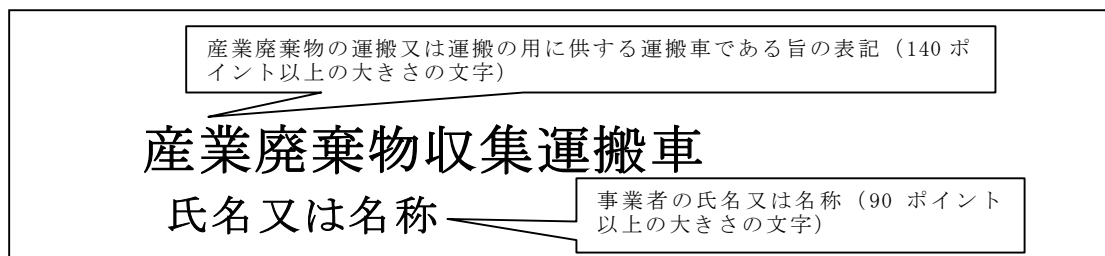 産業廃棄物の運搬又は運搬の用に供する運搬車である旨の表記（140 ポ
イント以上の大きさの文字）
産業廃棄物収集運搬車
氏名又は名称
事業者の氏名又は名称（90 ポイント
以上の大きさの文字）